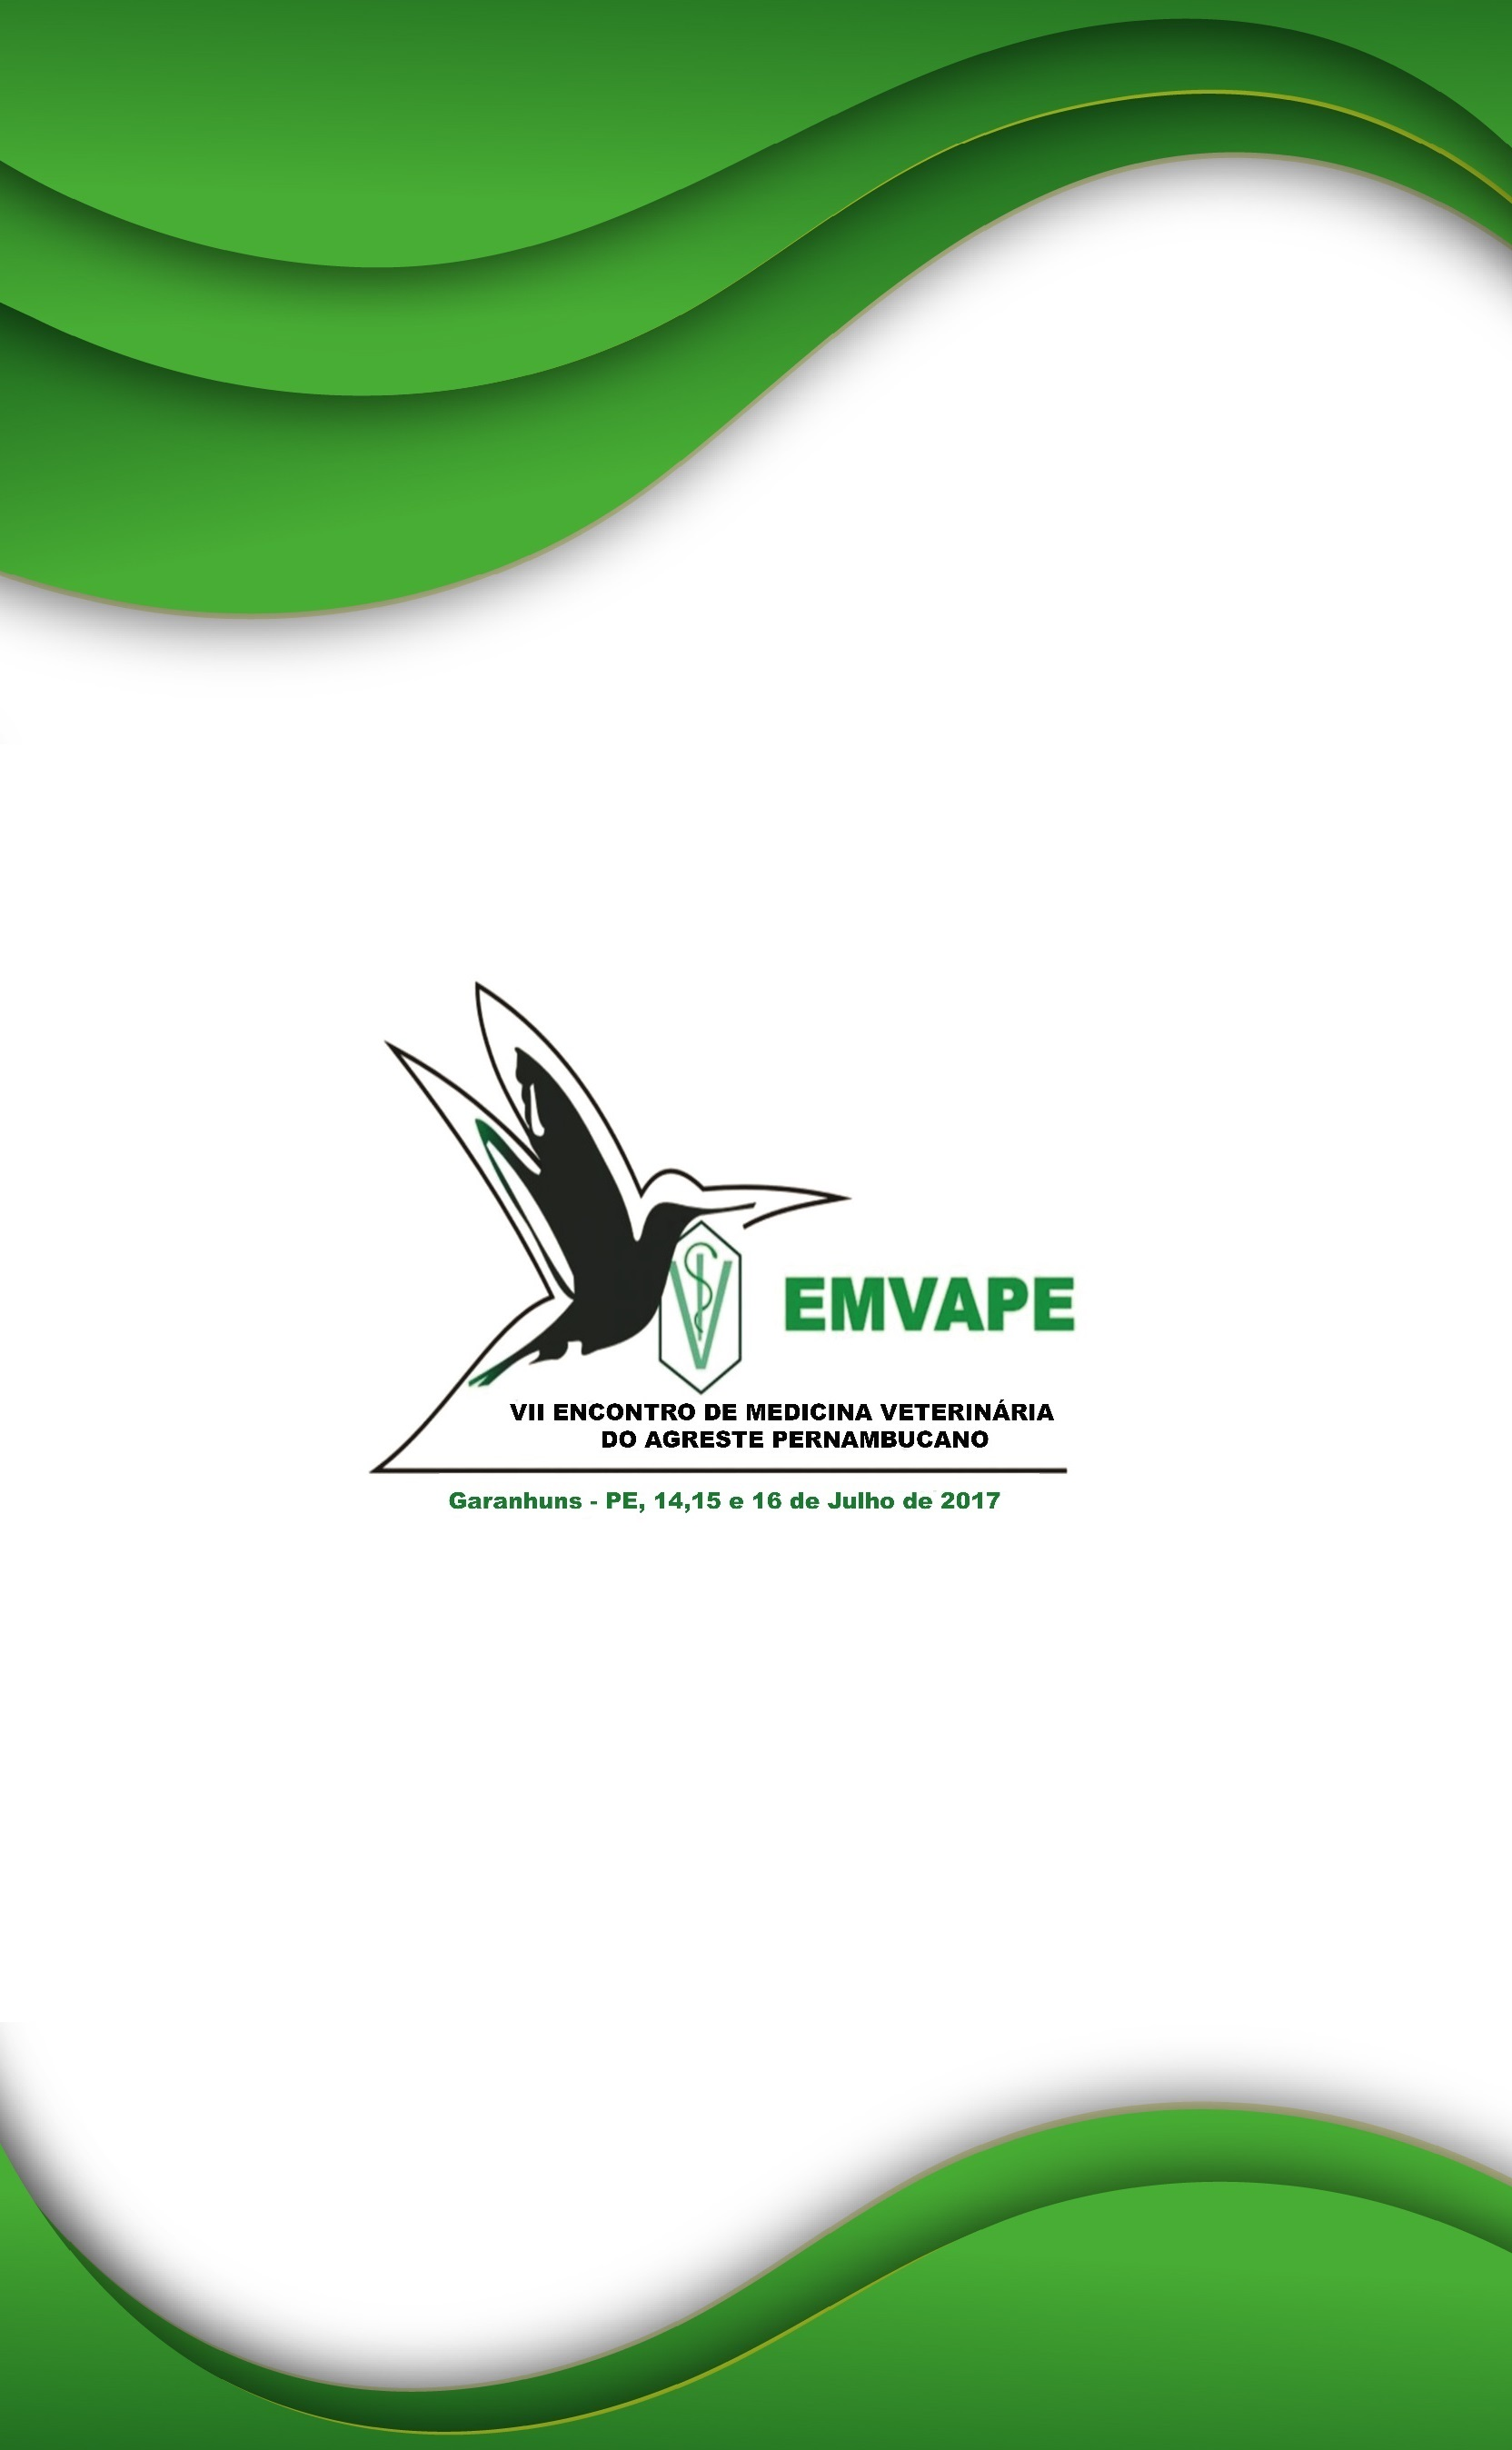 EMVAPE
VII ENCONTRO DE MEDICINA VETERINÁRIA
DO AGRESTE PERNAMBUCANO
Garanhuns - PE, 14,15 e 16 de Julho de 2017